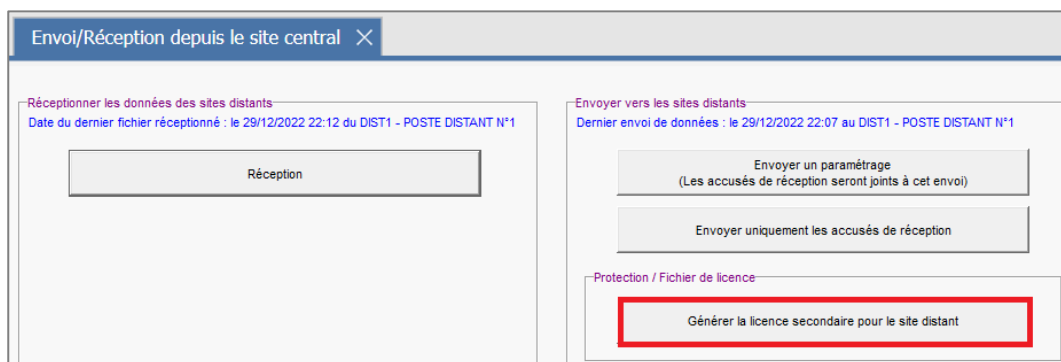 Envoi/Réception depuis le site central
Réceptionner les données des sites distants
Date du dernier fichier réceptionné : le 29/12/2022 22:12 du DIST1 - POSTE DISTANT N°1
Réception
Envoyer vers les sites distants
Dernier envoi de données : le 29/12/2022 22:07 au DIST1 - POSTE DISTANT N°1
Envoyer un paramétrage
(Les accusés de réception seront joints à cet envoi)
Envoyer uniquement les accusés de réception
Protection / Fichier de licence
Générer la licence secondaire pour le site distant